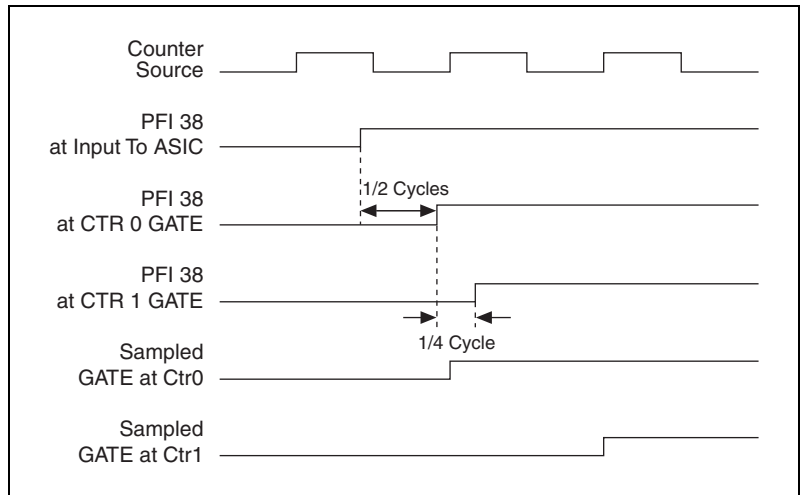 Counter
Source
PFI 38
at Input To ASIC
1/2 Cycles
PFI 38
at CTR 0 GATE
PFI 38
at CTR 1 GATE
1/4 Cycle
Sampled
GATE at Ctr0
Sampled
GATE at Ctr1